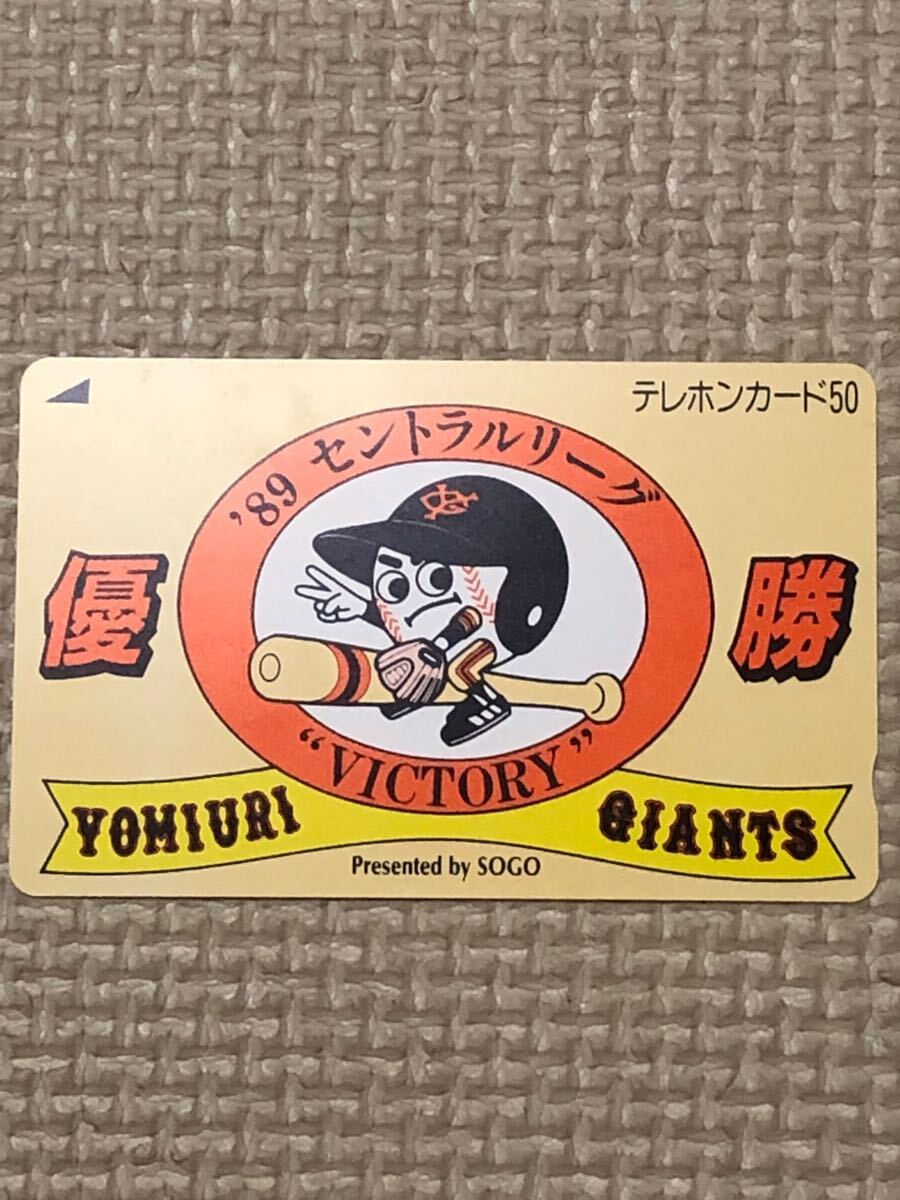 テレホンカード50
'89 セントラルリーグ
YG
優 勝
"VICTORY"
YOMIURI GIANTS
Presented by SOGO